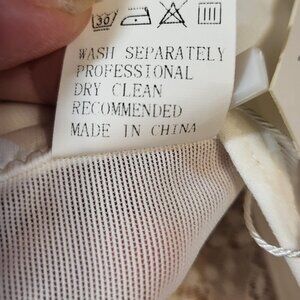 30
WASH SEPARATELY
PROFESSIONAL
DRY CLEAN
RECOMMENDED
MADE IN CHINA